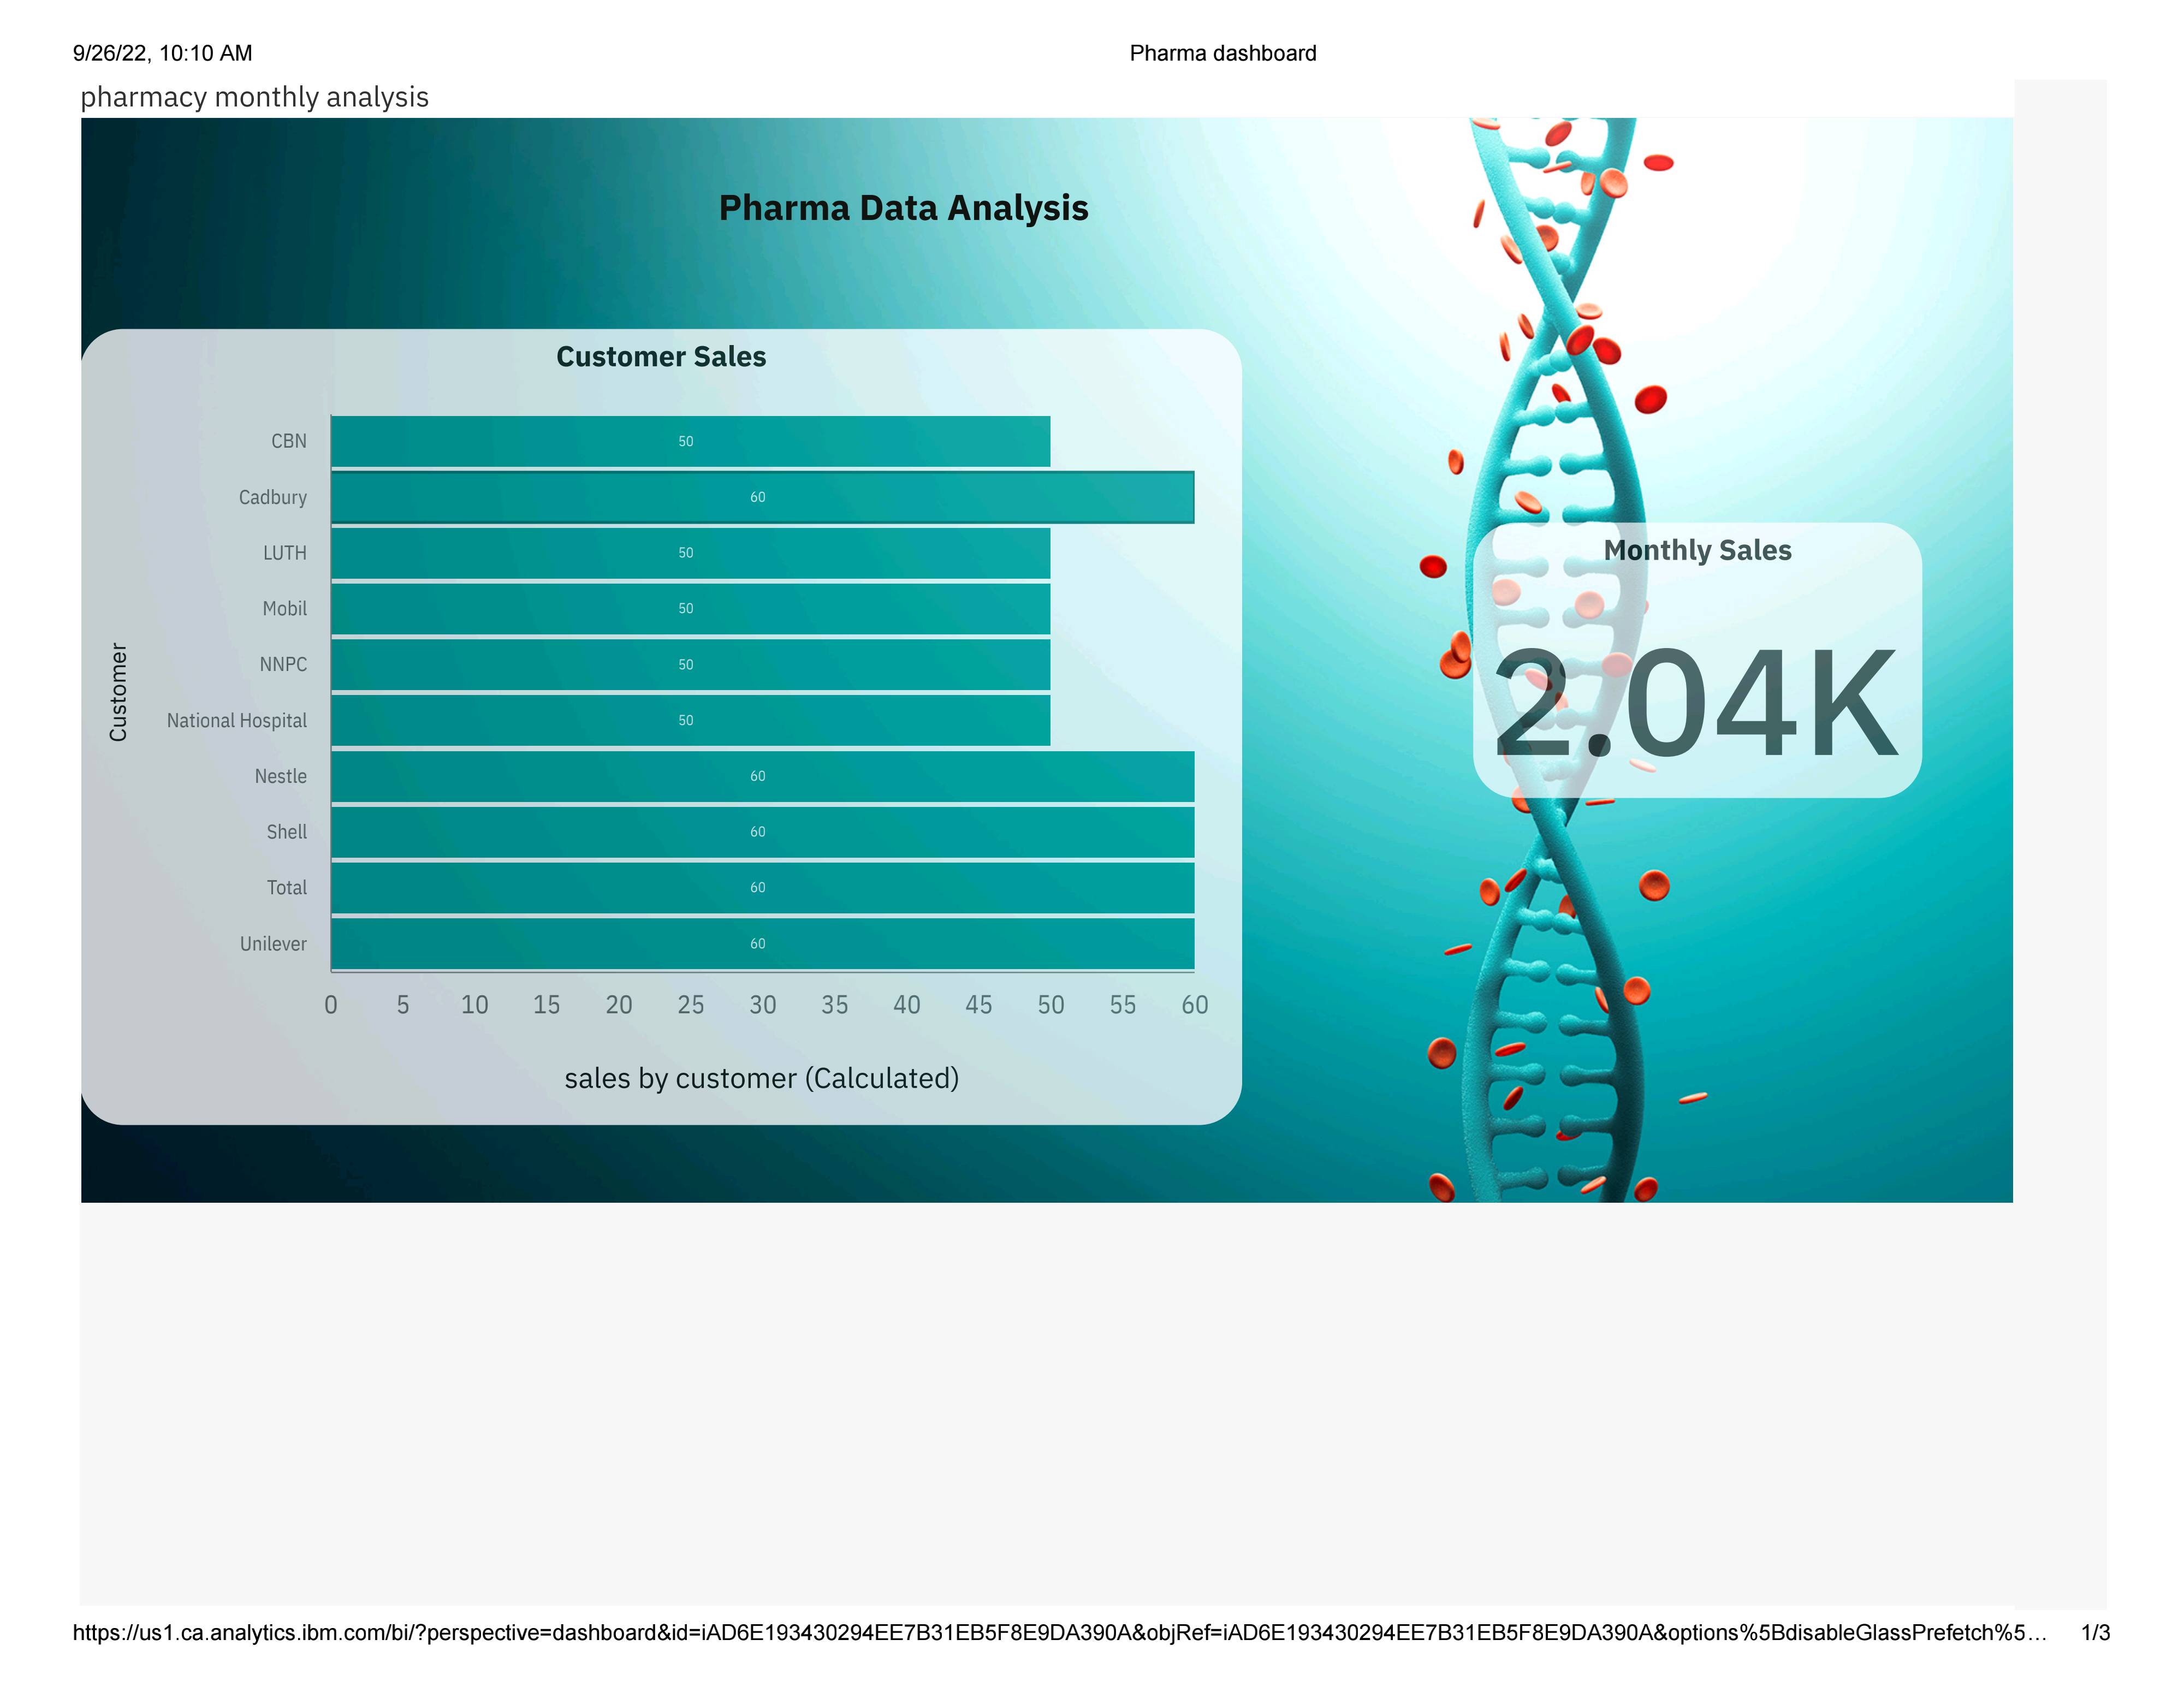 9/26/22, 10:10 AM
Pharma dashboard
pharmacy monthly analysis
Pharma Data Analysis
Customer Sales
Customer
CBN 50
Cadbury 60
LUTH 50
Mobil 50
NNPC 50
National Hospital 50
Nestle 60
Shell 60
Total 60
Unilever 60
0 5 10 15 20 25 30 35 40 45 50 55 60
sales by customer (Calculated)
Monthly Sales
2.04K
https://us1.ca.analytics.ibm.com/bi/?perspective=dashboard&id=iAD6E193430294EE7B31EB5F8E9DA390A&objRef=iAD6E193430294EE7B31EB5F8E9DA390A&options%5BdisableGlassPrefetch%5…
1/3